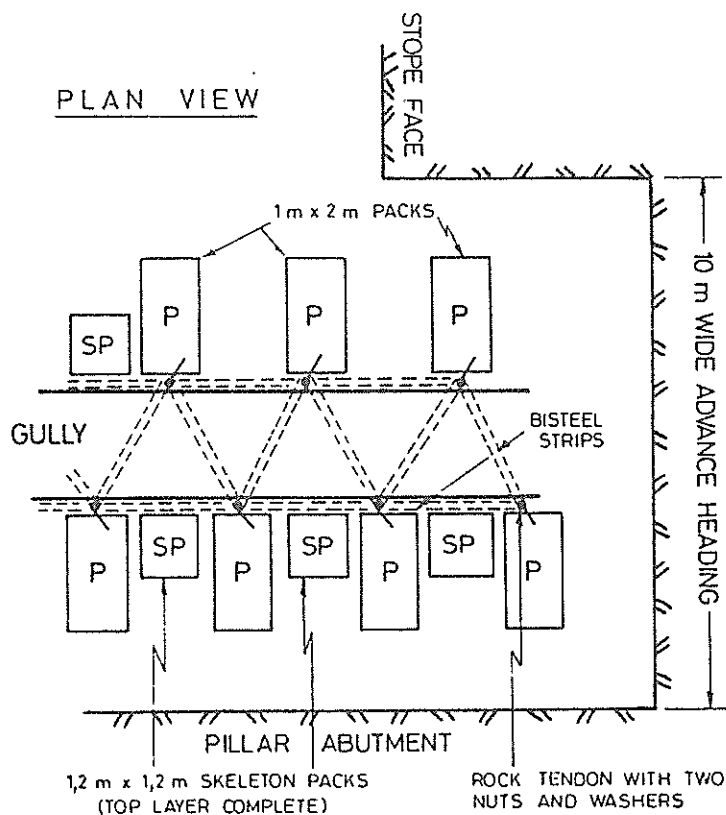 PLAN VIEW
STOPE FACE
1 m x 2 m PACKS
P
P
P
SP
10 m WIDE ADVANCE HEADING
BISTEEL
STRIPS
GULLY
P
SP
P
SP
P
SP
P
PILLAR ABUTMENT
1,2 m x 1,2 m SKELETON PACKS
(TOP LAYER COMPLETE)
ROCK TENDON WITH TWO
NUTS AND WASHERS